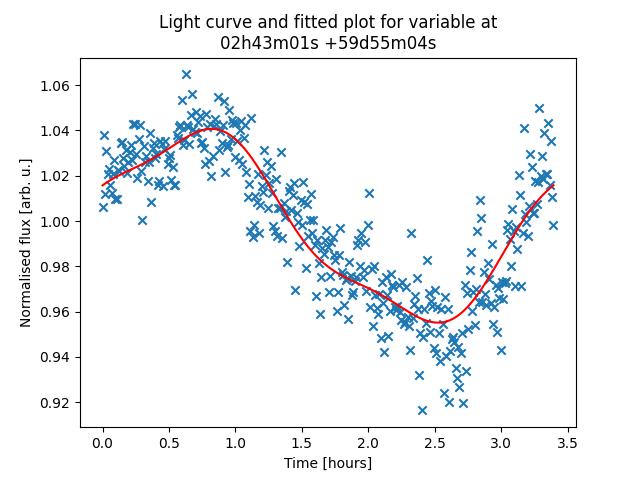 Light curve and fitted plot for variable at
02h43m01s +59d55m04s
1.06
1.04
1.02
1.00
0.98
0.96
0.94
0.92
Normalised flux [arb. u.]
0.0 0.5 1.0 1.5 2.0 2.5 3.0 3.5
Time [hours]